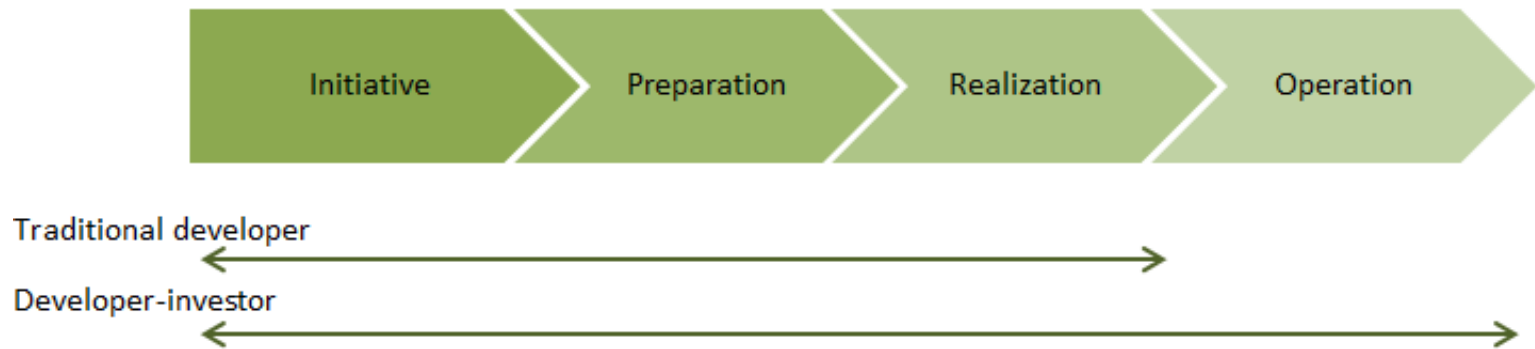 Initiative
Preparation
Realization
Operation
Traditional developer
Developer-investor